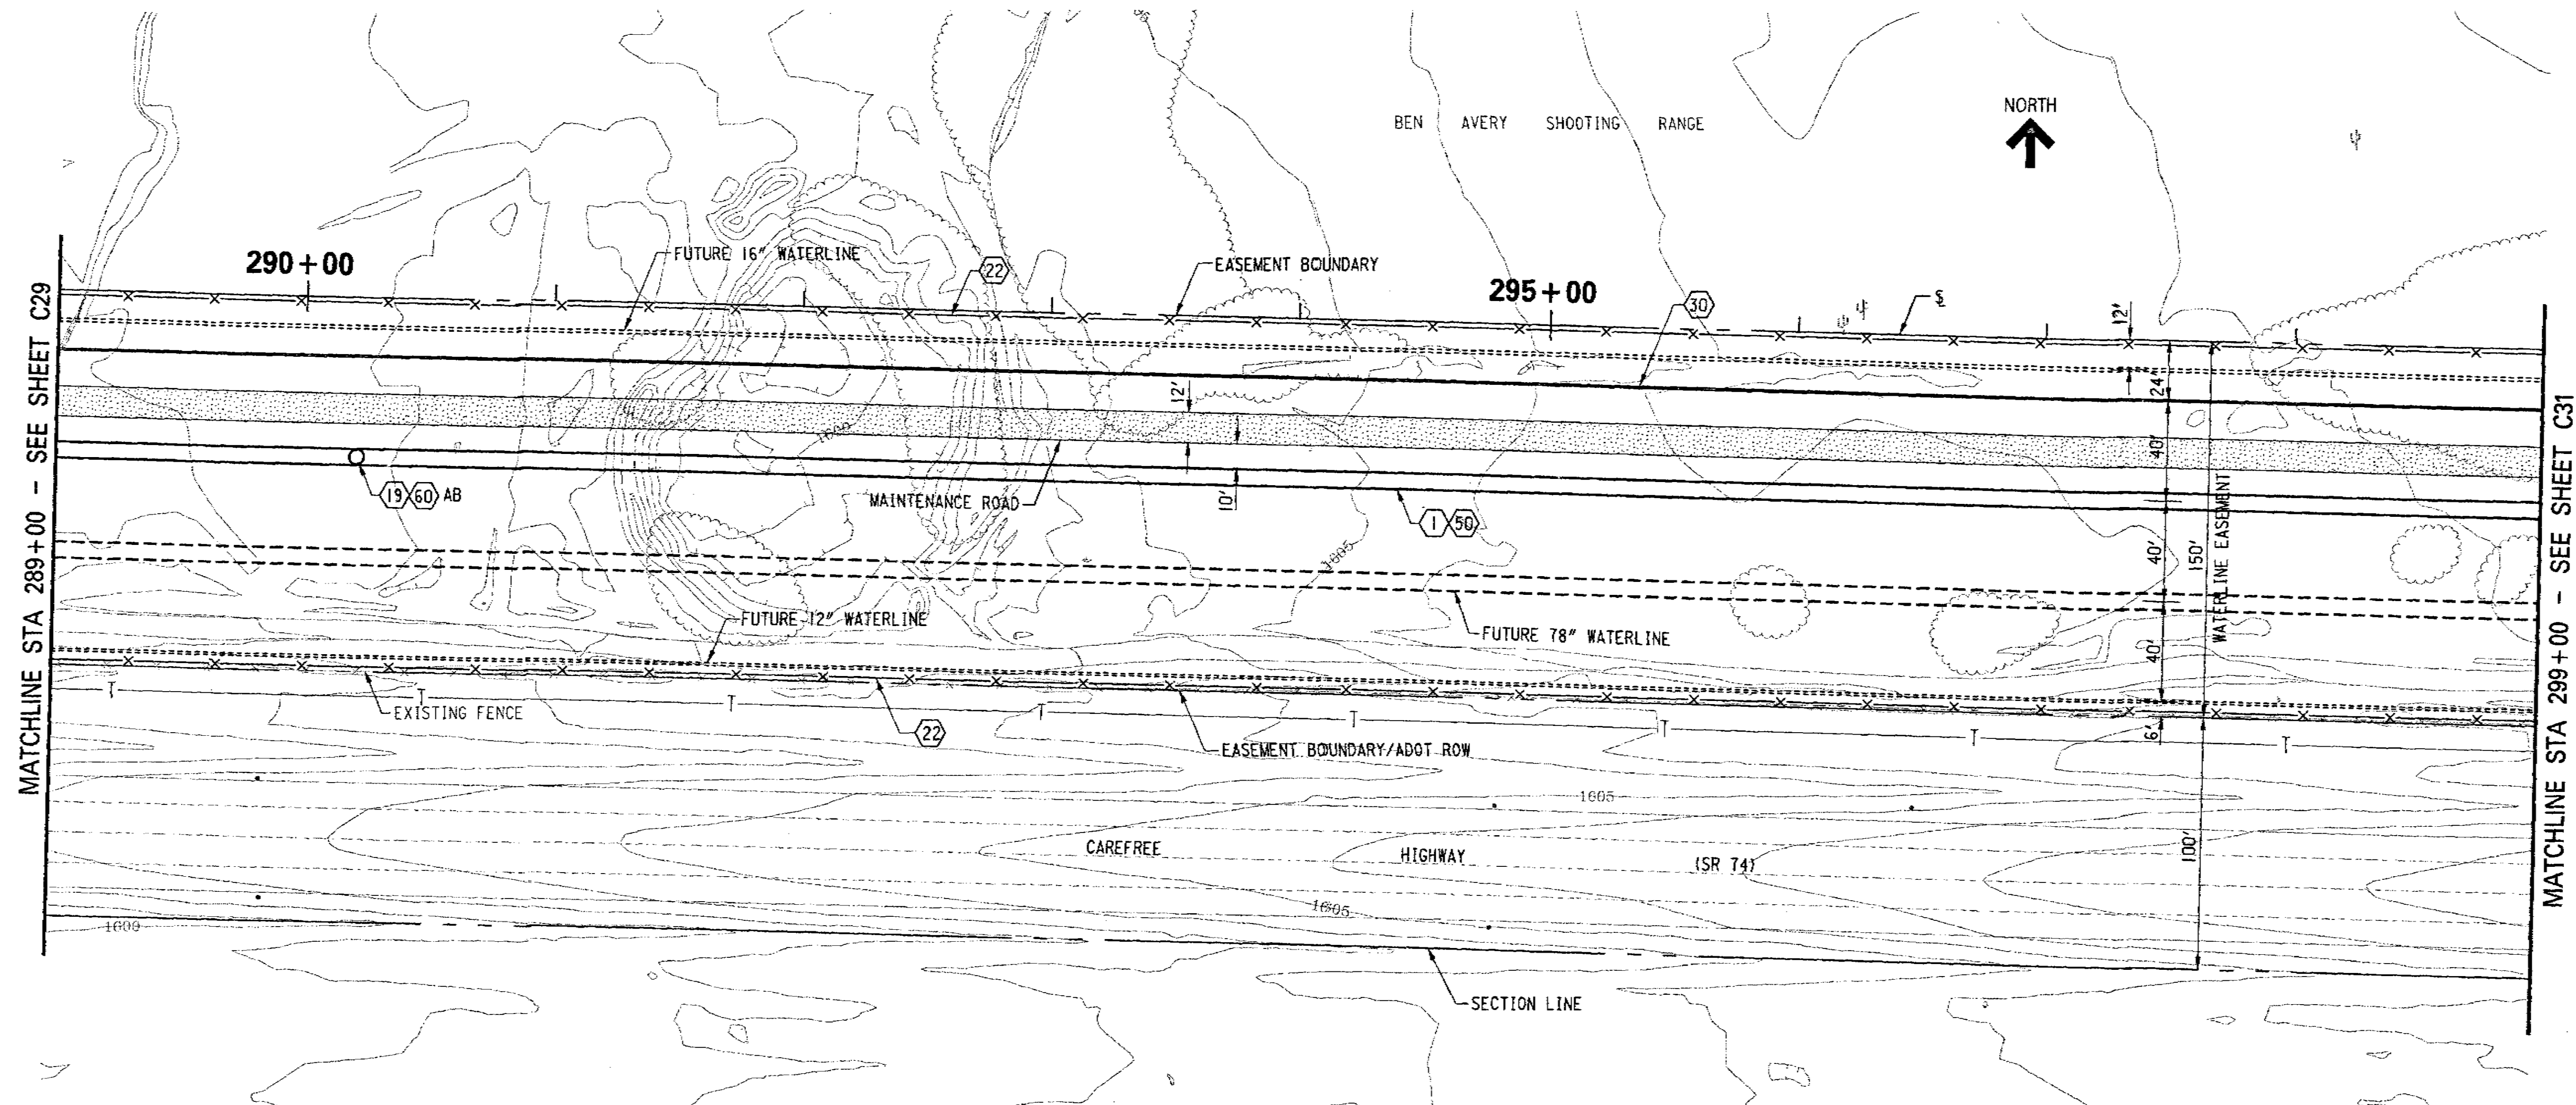 BEN AVERY SHOOTING RANGE
NORTH
290+00
FUTURE 16" WATERLINE
22
EASEMENT BOUNDARY
295+00
30
12'
24'
12'
40'
MATCHLINE STA 289+00 - SEE SHEET C29
MATCHLINE STA 299+00 - SEE SHEET C31
1600
19 60 AB
MAINTENANCE ROAD
10'
1 50
1605
40'
150'
WATERLINE EASEMENT
FUTURE 12" WATERLINE
FUTURE 78" WATERLINE
40'
T T T T T T T T
EXISTING FENCE
22
EASEMENT BOUNDARY/ADOT ROW
6'
1605
CAREFREE HIGHWAY (SR 74)
100'
1605
1600
SECTION LINE